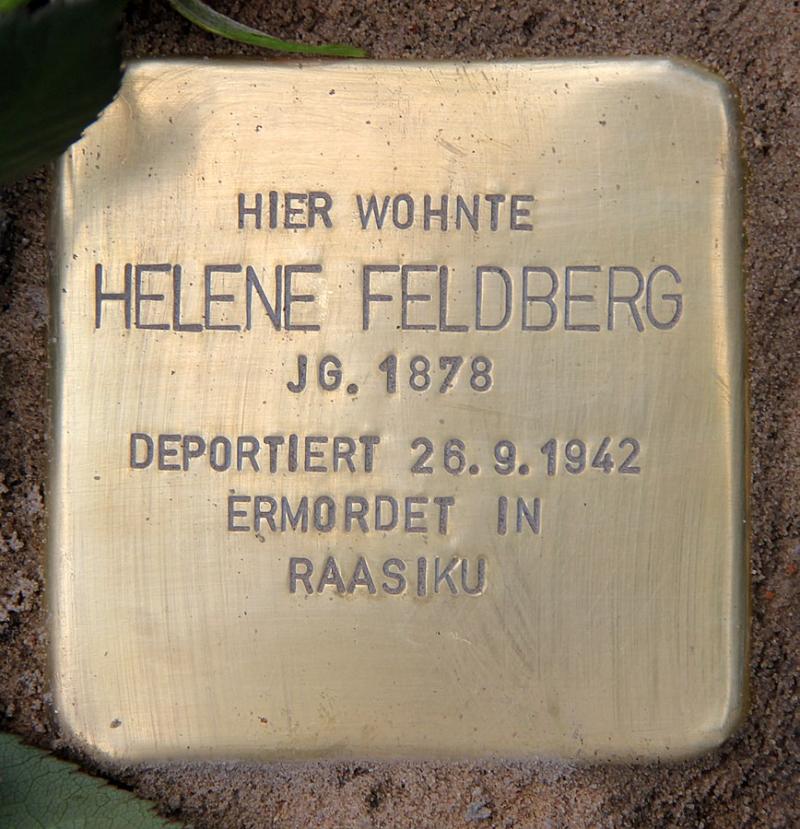 HIER WOHNTE
HELENE FELDBERG
JG. 1878
DEPORTIERT 26.9.1942
ERMORDET IN
RAASIKU